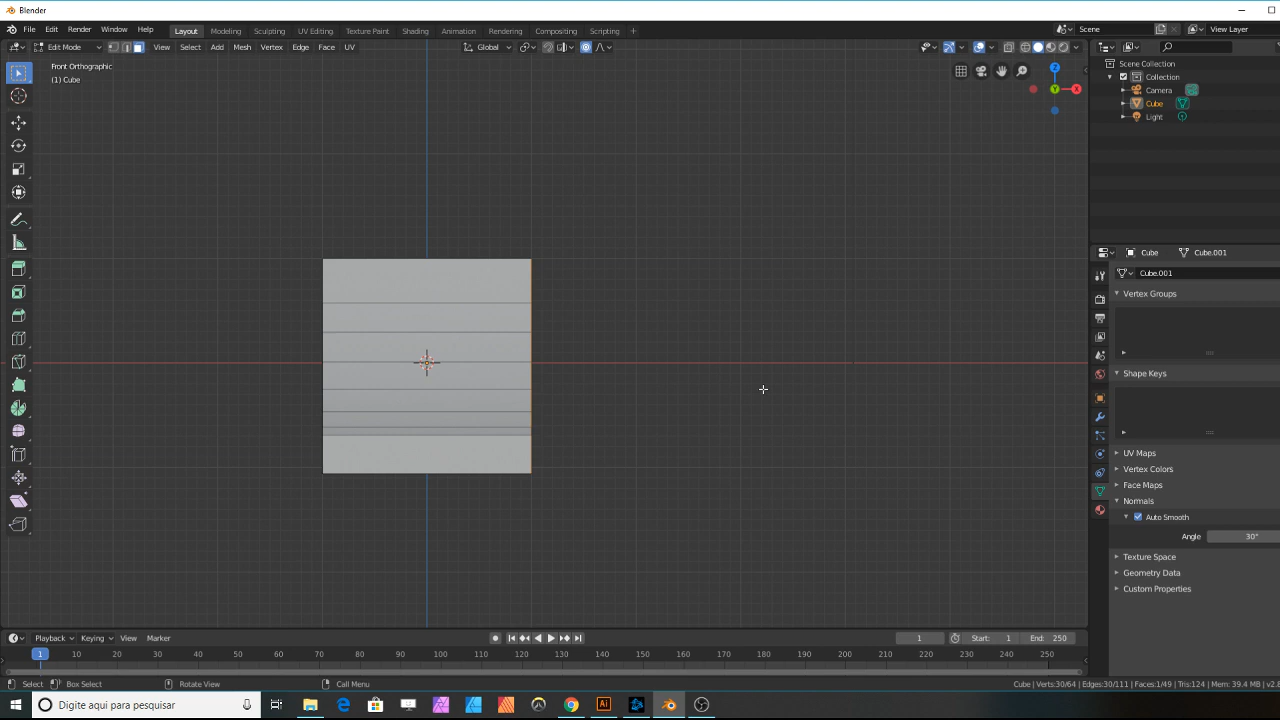 Blender
File Edit Render Window Help Layout Modeling Sculpting UV Editing Texture Paint Shading Animation Rendering Compositing Scripting + Scene View Layer
Edit Mode View Select Add Mesh Vertex Edge Face UV Global
Front Orthographic
(1) Cube
Z
Y
X
Scene Collection
Collection
Camera
Cube
Light
Cube Cube.001
Cube.001
Vertex Groups
Shape Keys
UV Maps
Vertex Colors
Face Maps
Normals
Auto Smooth
Angle 30°
Texture Space
Geometry Data
Custom Properties
Playback Keying View Marker 1 Start: 1 End: 250
1 10 20 30 40 50 60 70 80 90 100 110 120 130 140 150 160 170 180 190 200 210 220 230 240 250
Select Box Select Rotate View Call Menu Cube | Verts:30/64 | Edges:30/111 | Faces:1/49 | Tris:124 | Mem: 39.4 MB | v2.8
Digite aqui para pesquisar Ai